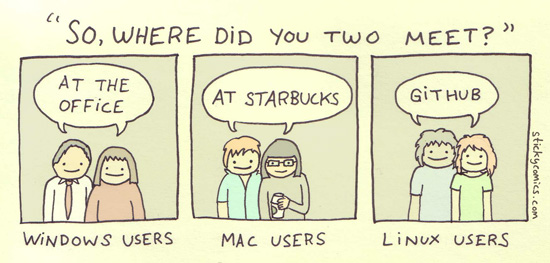 "SO, WHERE DID YOU TWO MEET?"
AT THE
OFFICE
AT STARBUCKS
GITHUB
stickycomics.com
WINDOWS USERS
MAC USERS
LINUX USERS